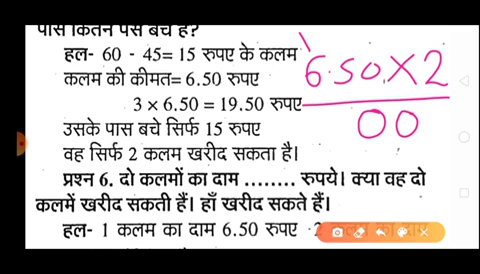 पास कितने पैसे बचे है?
हल- 60 - 45= 15 रुपए के कलम
कलम की कीमत= 6.50 रुपए
3 × 6.50 = 19.50 रुपए
उसके पास बचे सिर्फ 15 रुपए
वह सिर्फ 2 कलम खरीद सकता है।
6.50×2
00
प्रश्न 6. दो कलमों का दाम ........ रुपये। क्या वह दो
कलमें खरीद सकती हैं। हाँ खरीद सकते हैं।
हल- 1 कलम का दाम 6.50 रुपए 2